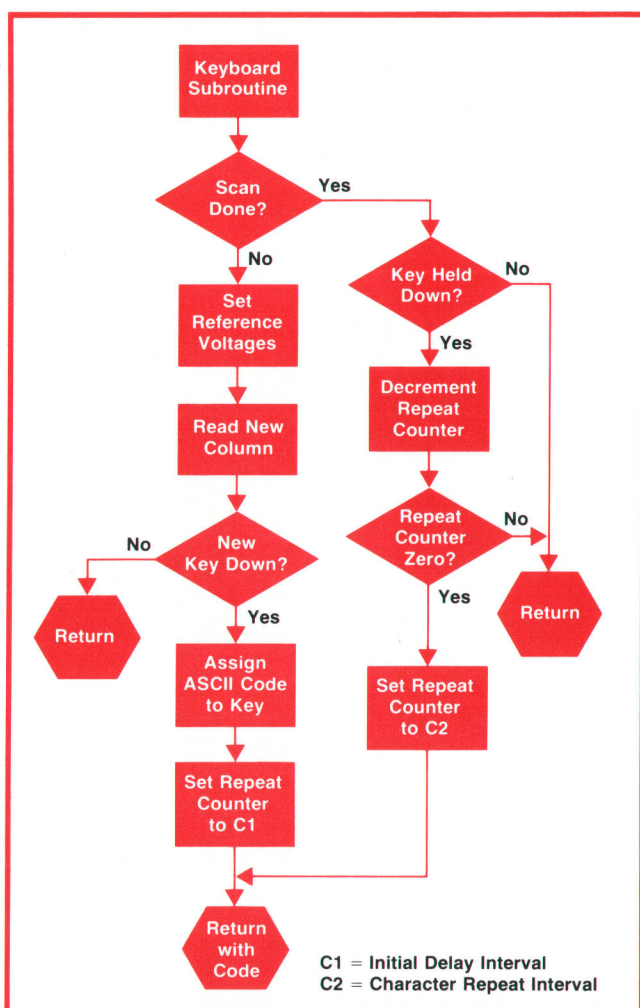 Keyboard
Subroutine
Scan
Done?
Yes
No
Key Held
Down?
No
Yes
Set
Reference
Voltages
Decrement
Repeat
Counter
Read New
Column
New
Key Down?
No
Yes
Repeat
Counter
Zero?
No
Yes
Return
Return
Assign
ASCII Code
to Key
Set Repeat
Counter
to C2
Set Repeat
Counter
to C1
Return
with
Code
C1 = Initial Delay Interval
C2 = Character Repeat Interval